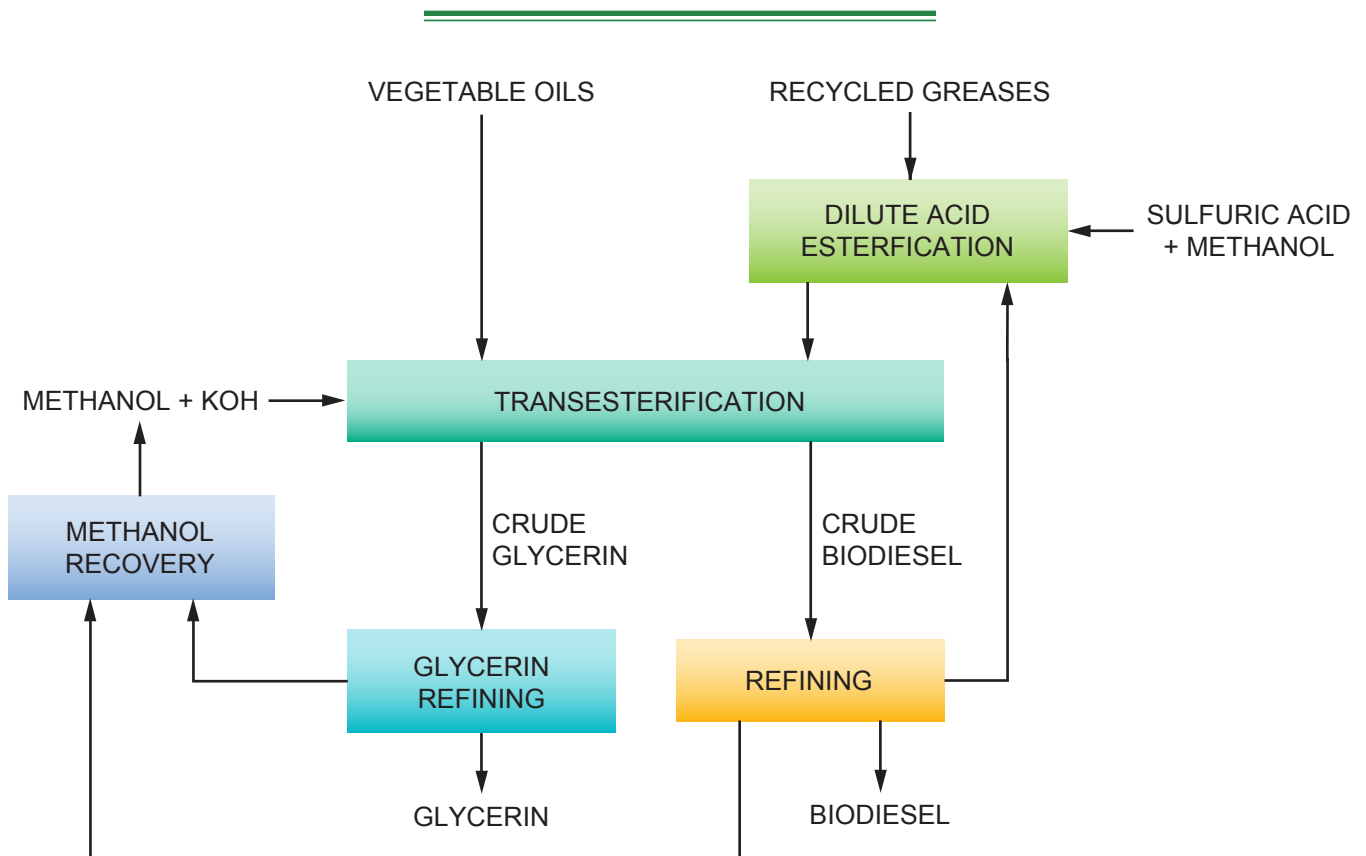 VEGETABLE OILS
RECYCLED GREASES
DILUTE ACID
ESTERFICATION
SULFURIC ACID
+ METHANOL
METHANOL + KOH
TRANSESTERIFICATION
METHANOL
RECOVERY
CRUDE
GLYCERIN
CRUDE
BIODIESEL
GLYCERIN
REFINING
REFINING
GLYCERIN
BIODIESEL